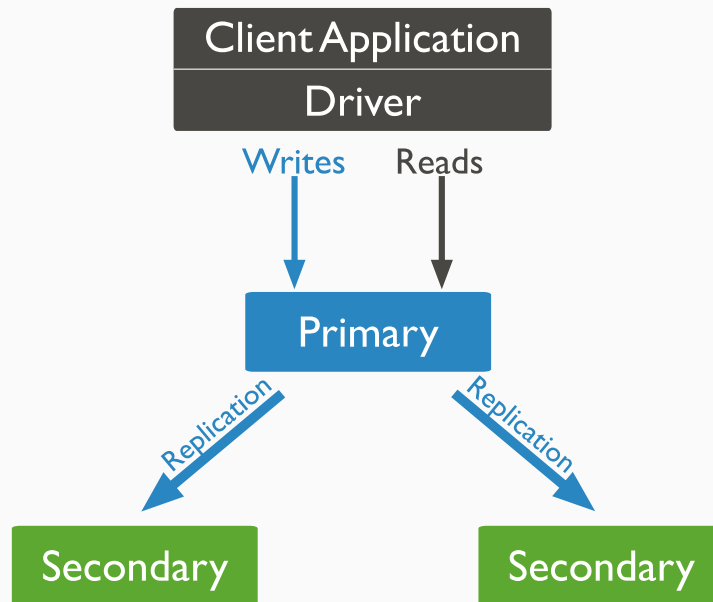 Client Application
Driver
Writes
Reads
Primary
Replication
Replication
Secondary
Secondary